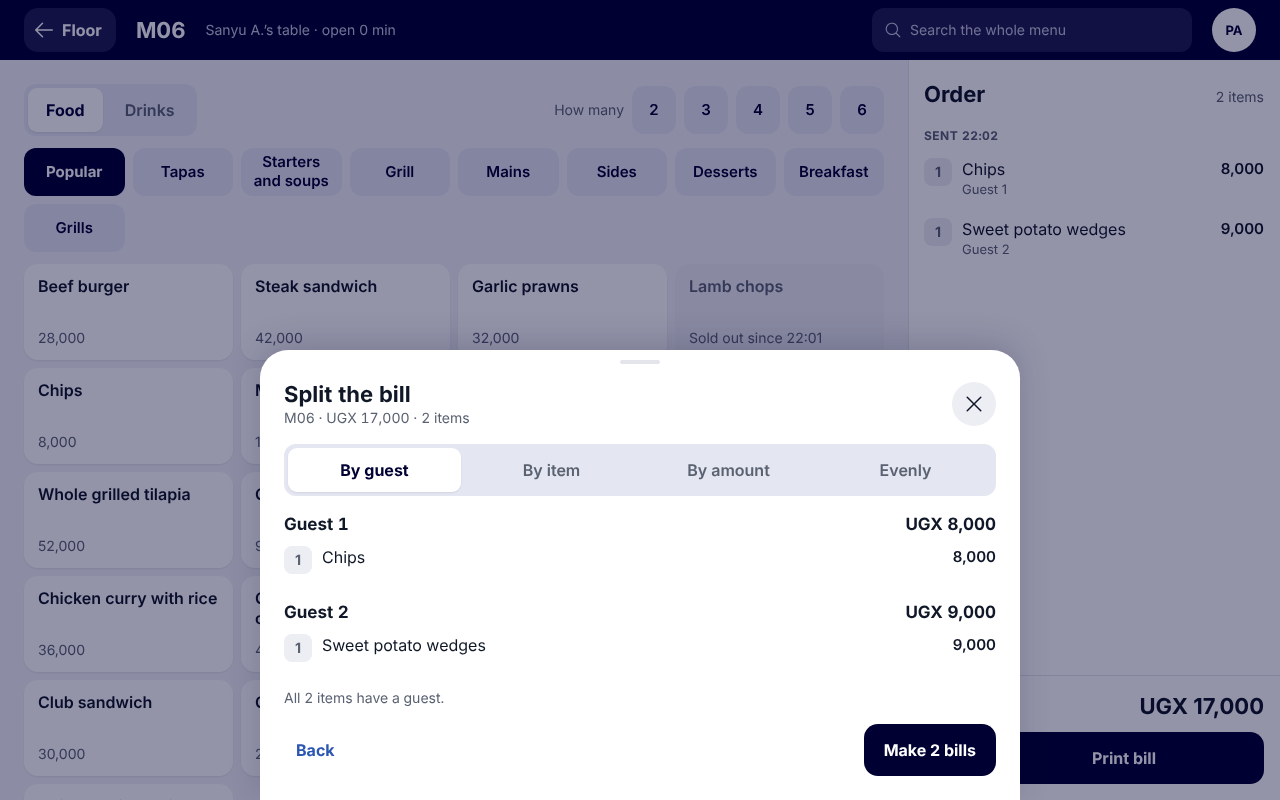 Floor
M06
Sanyu A.'s table · open 0 min
Search the whole menu
PA
Food
Drinks
How many
2
3
4
5
6
Popular
Tapas
Starters
and soups
Grill
Mains
Sides
Desserts
Breakfast
Grills
Beef burger
28,000
Steak sandwich
42,000
Garlic prawns
32,000
Lamb chops
Sold out since 22:01
Chips
8,000
Whole grilled tilapia
52,000
Chicken curry with rice
36,000
Club sandwich
30,000
Order
2 items
SENT 22:02
1
Chips
8,000
Guest 1
1
Sweet potato wedges
9,000
Guest 2
UGX 17,000
Print bill
Split the bill
M06 · UGX 17,000 · 2 items
By guest
By item
By amount
Evenly
Guest 1
UGX 8,000
1
Chips
8,000
Guest 2
UGX 9,000
1
Sweet potato wedges
9,000
All 2 items have a guest.
Back
Make 2 bills